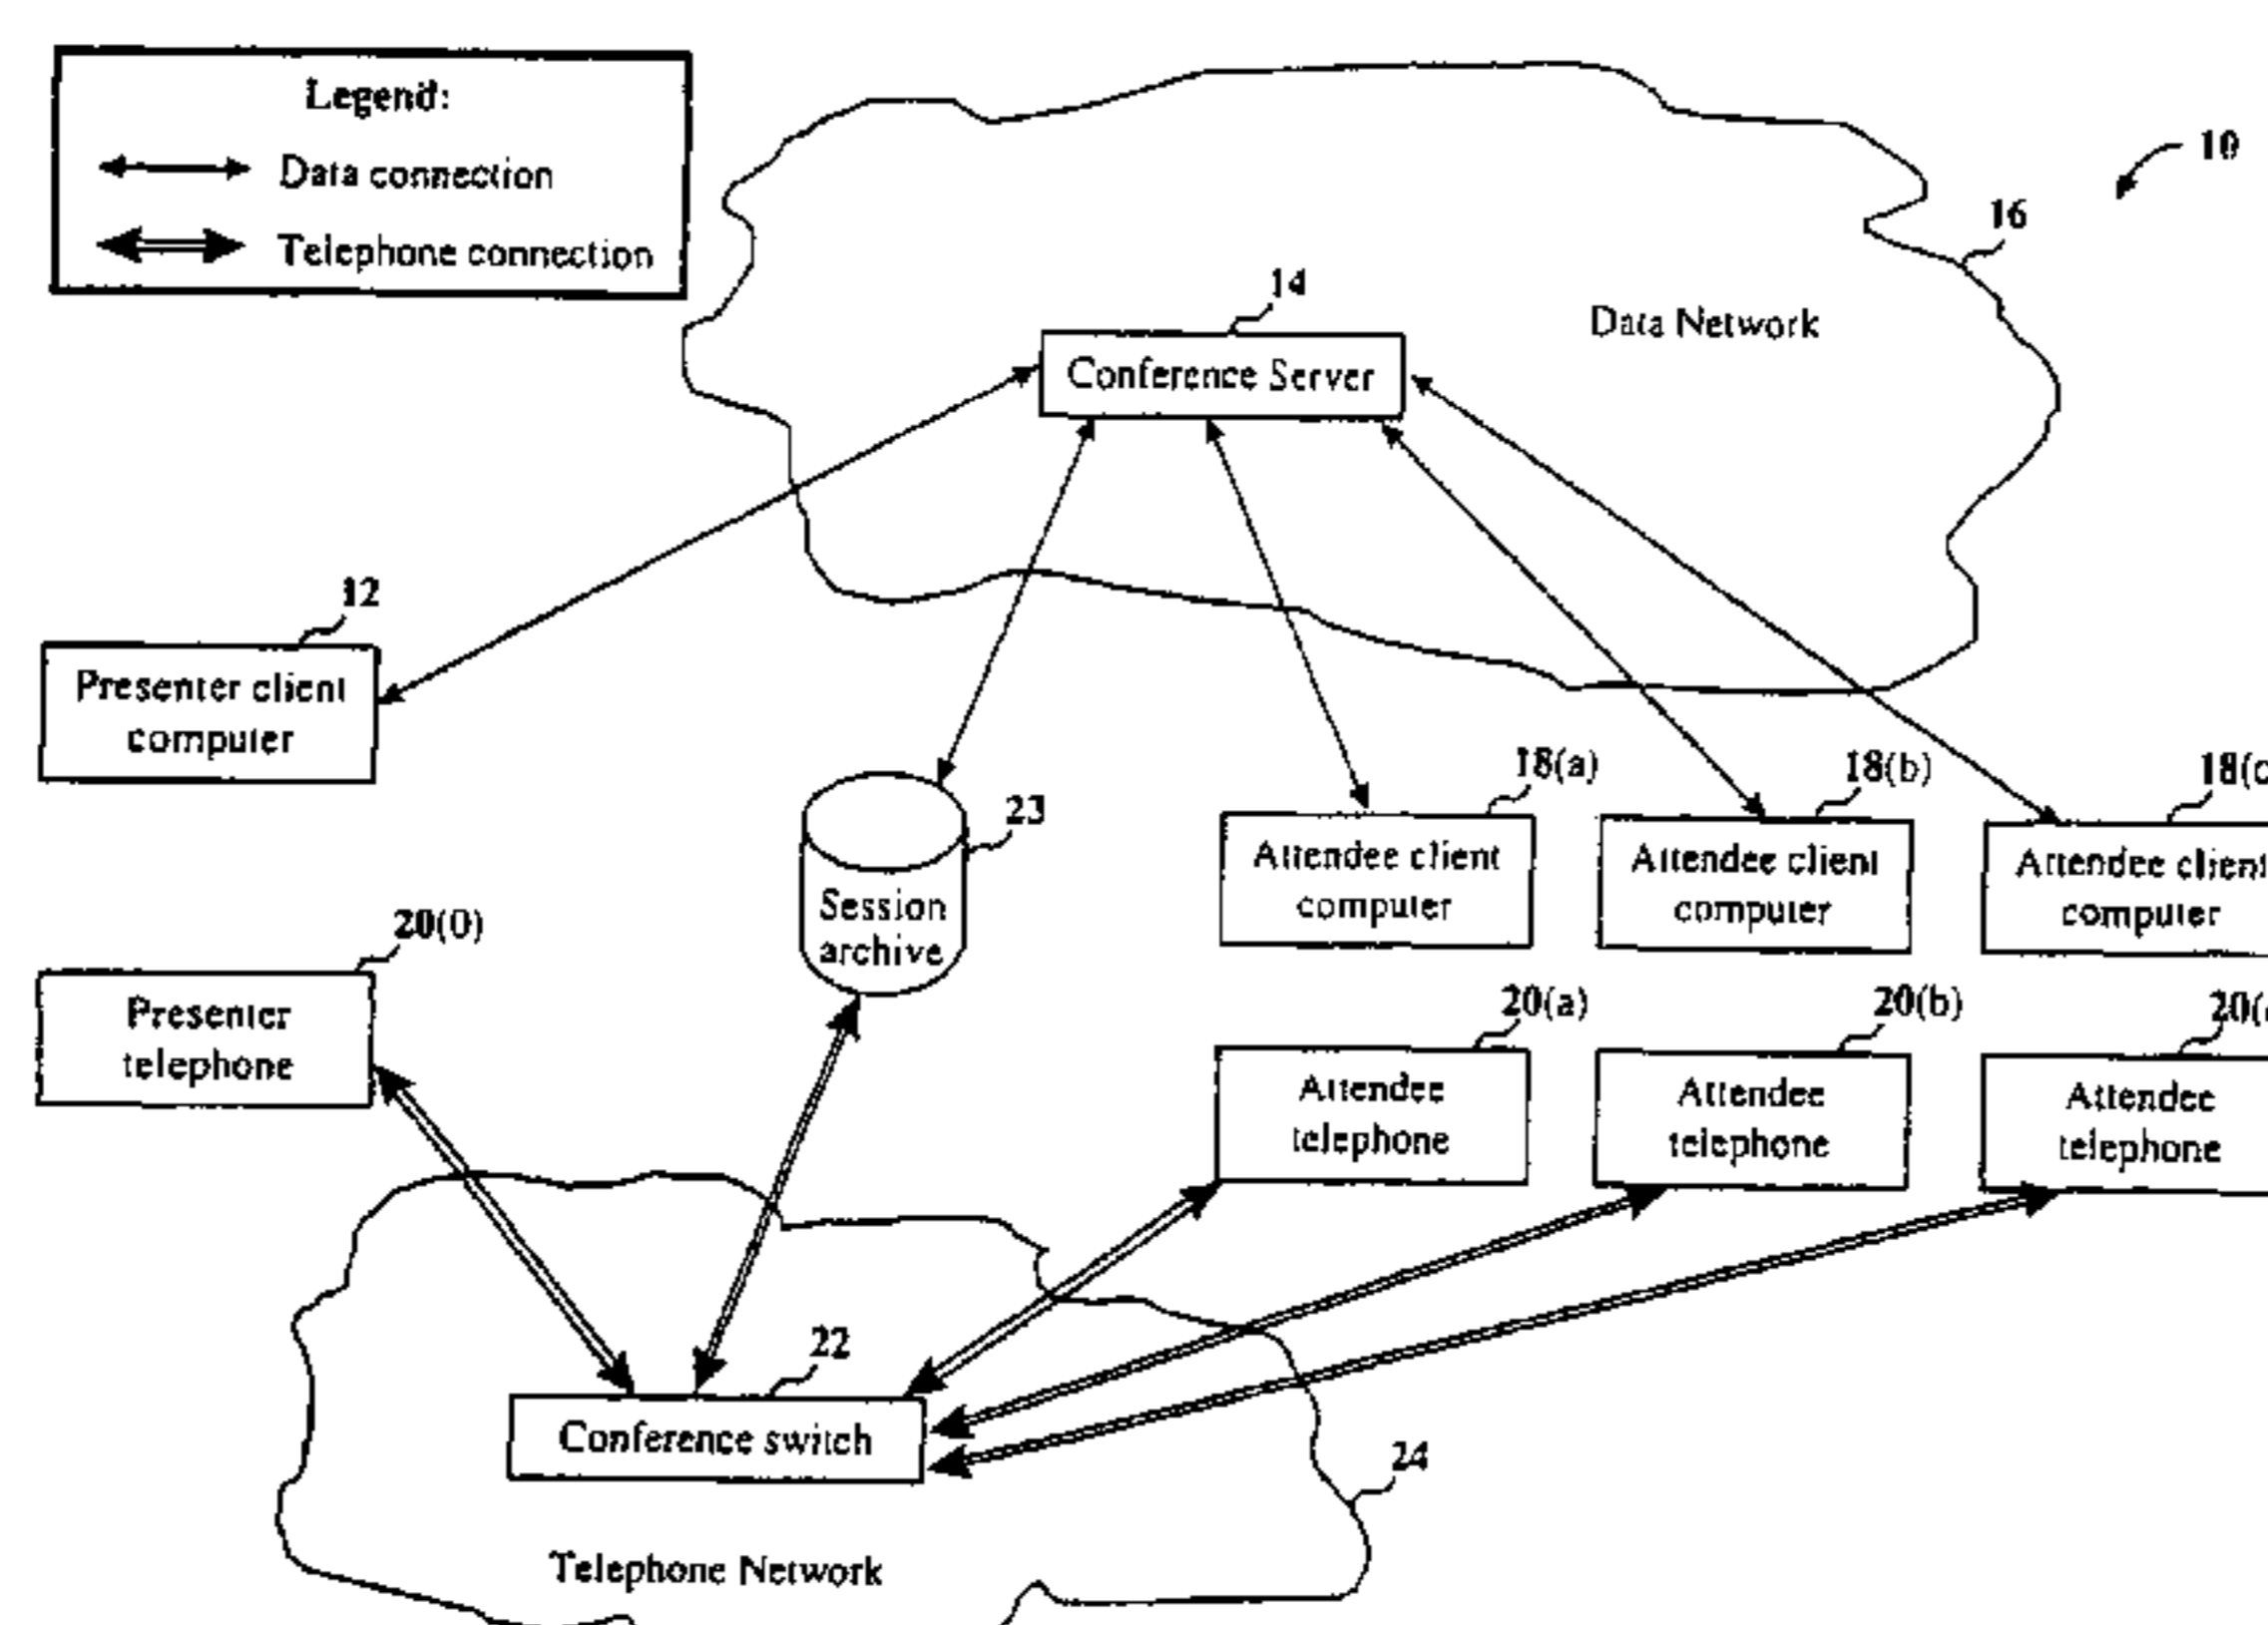 Legend:
Data connection
Telephone connection
10
16
14
Data Network
Conference Server
12
Presenter client
computer
18(a)
18(b)
18(c
23
Attendee client
computer
Attendee client
computer
Attendee client
computer
Session
archive
20(0)
Presenter
telephone
20(a)
20(b)
20(
Attendee
telephone
Attendee
telephone
Attendee
telephone
22
Conference switch
24
Telephone Network